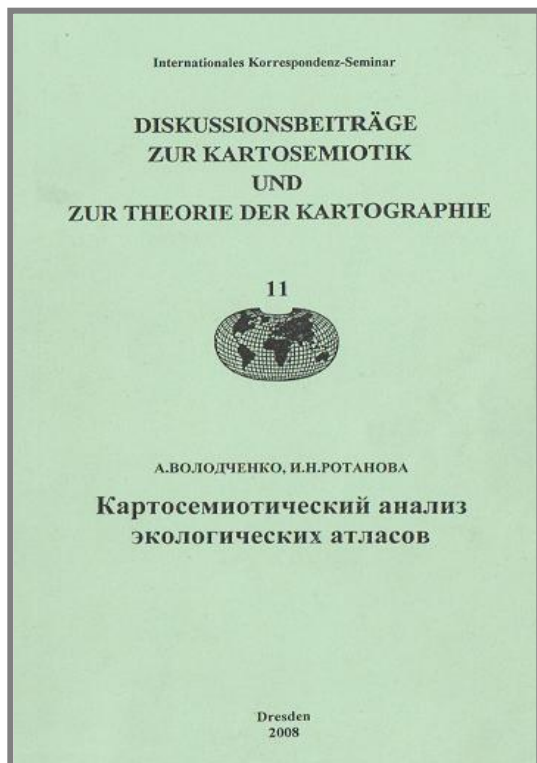 Internationales Korrespondenz-Seminar
DISKUSSIONSBEITRÄGE
ZUR KARTOSEMIOTIK
UND
ZUR THEORIE DER KARTOGRAPHIE
11
А.ВОЛОДЧЕНКО, И.Н.РОТАНОВА
Картосемиотический анализ
экологических атласов
Dresden
2008